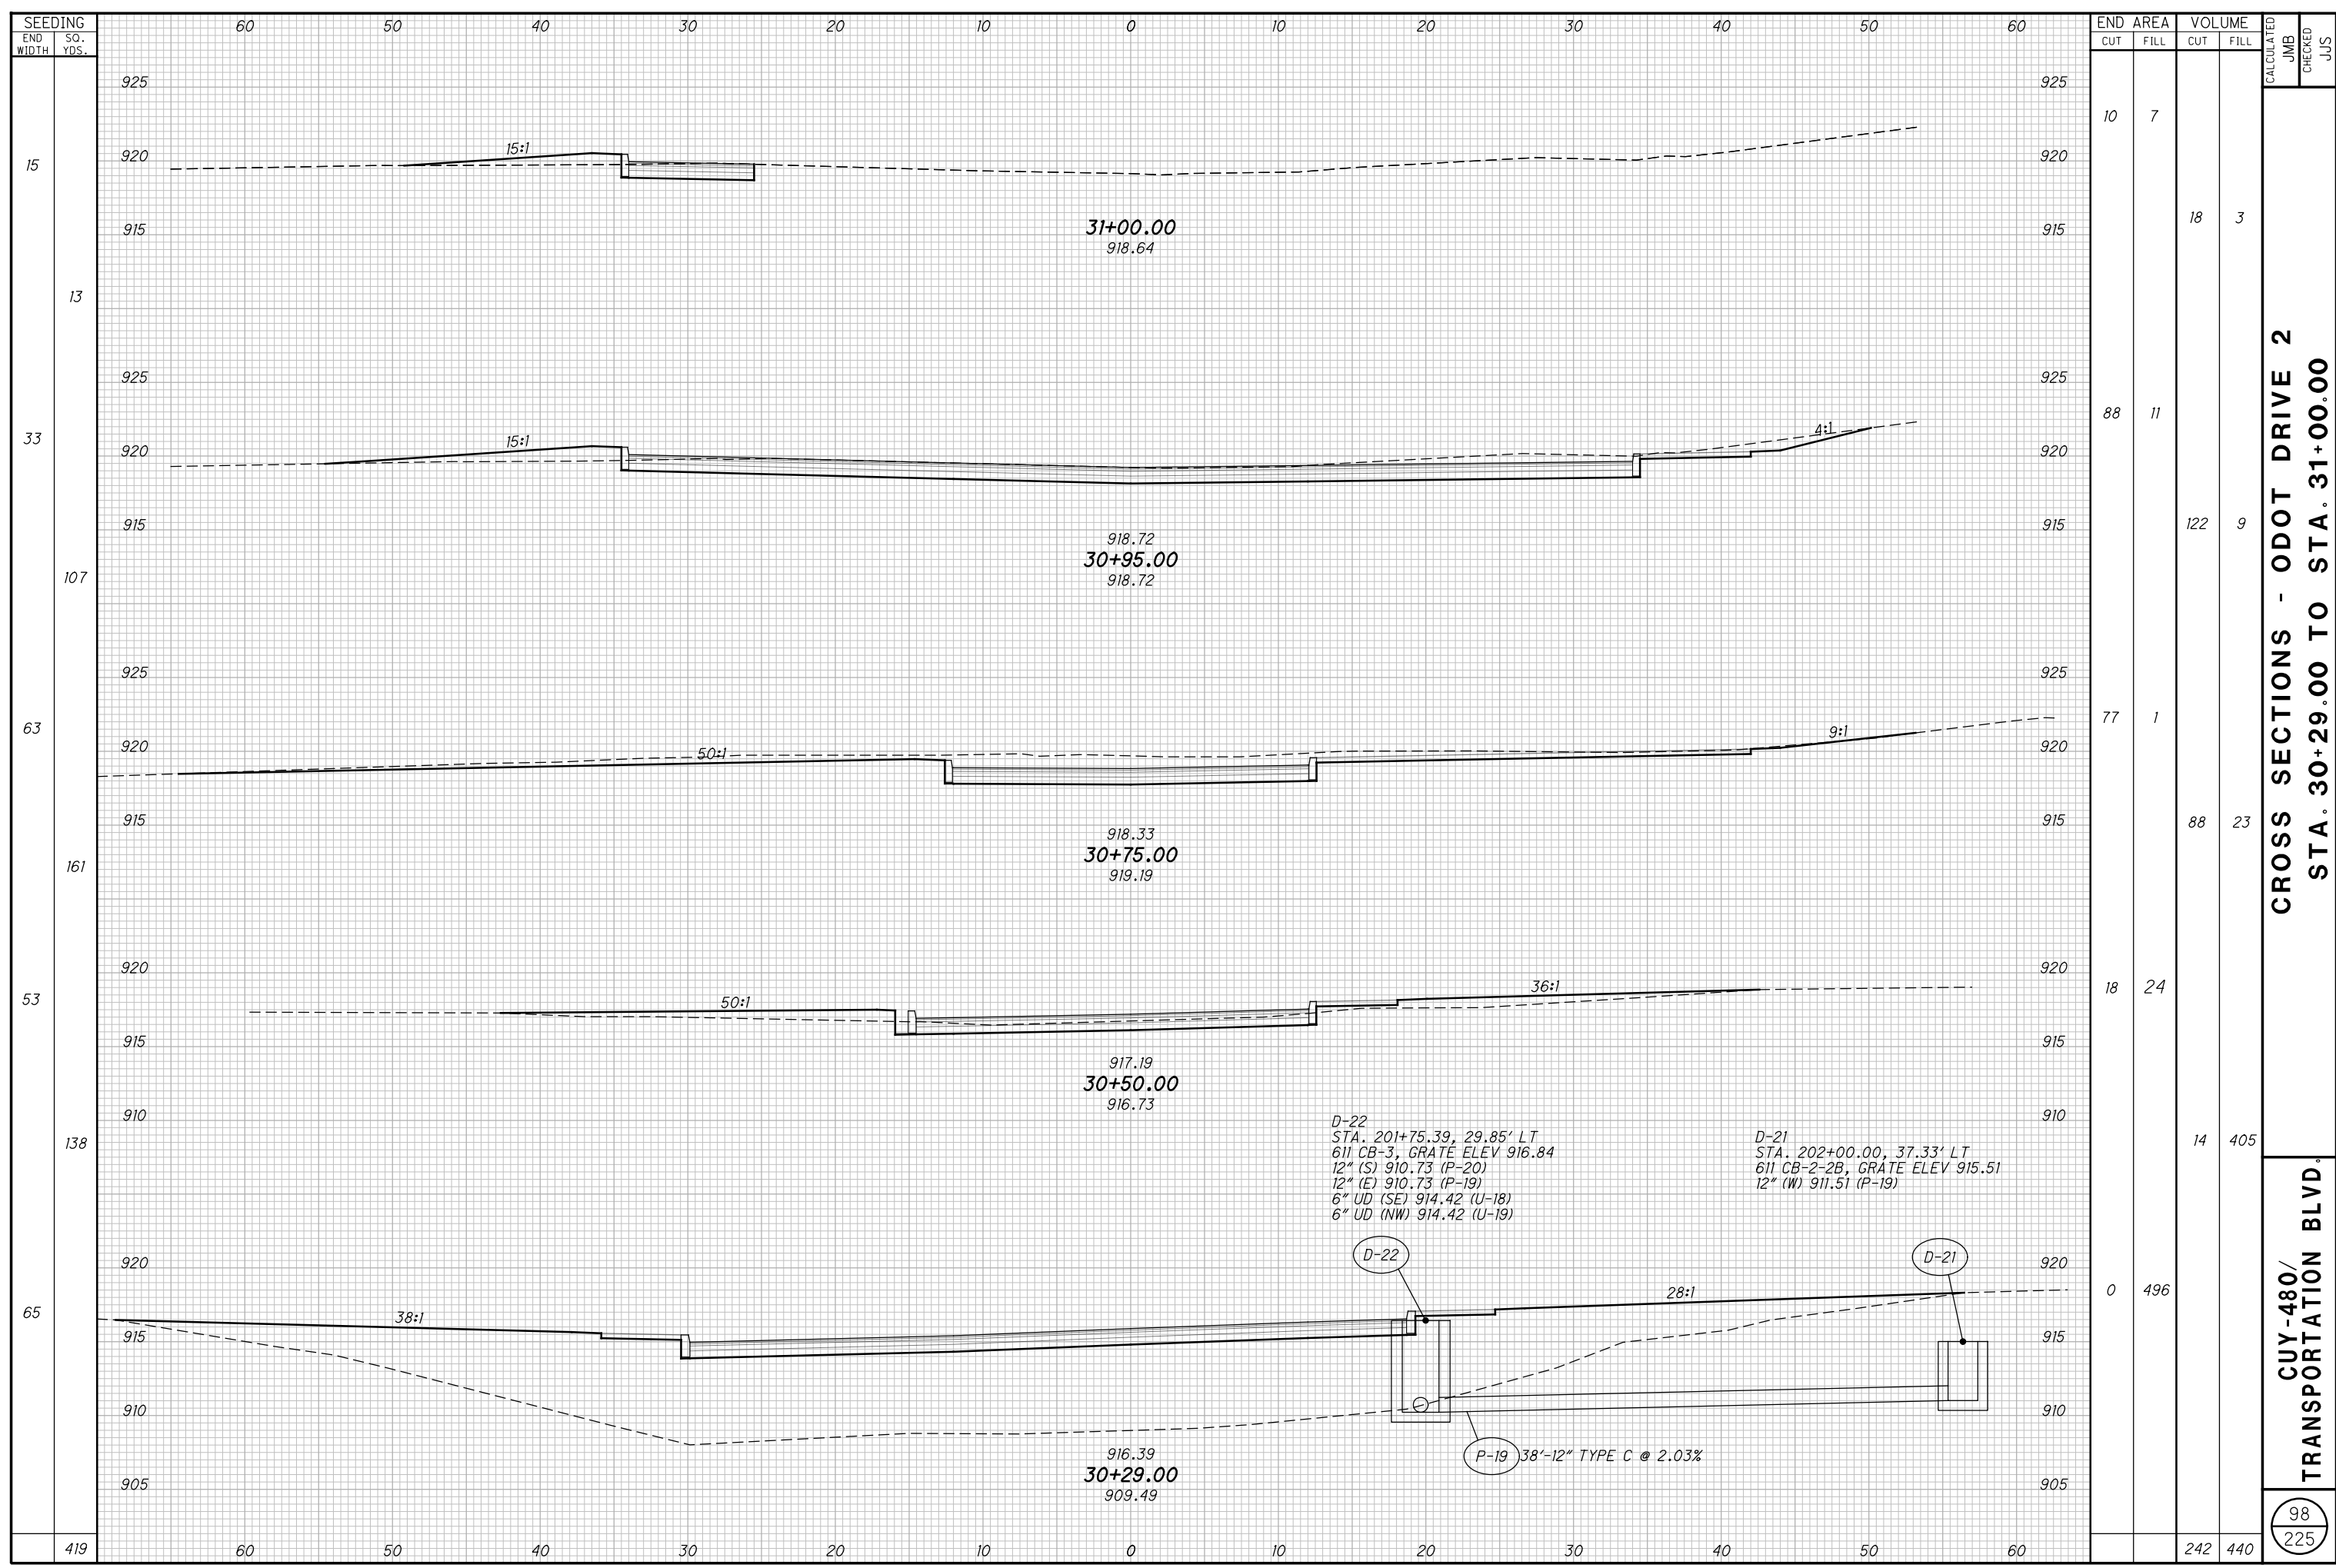 SEEDING
END WIDTH
SQ. YDS.
60 50 40 30 20 10 0 10 20 30 40 50 60
END AREA
VOLUME
CUT FILL CUT FILL
CALCULATED
JMB
CHECKED
JJS
925 925
10 7
15:1
920 920
15
915 915
31+00.00
918.64
18 3
13
925 925
88 11
33
15:1
4:1
920 920
915 915
918.72
30+95.00
918.72
122 9
107
925 925
77 1
63
50:1
9:1
920 920
915 915
918.33
30+75.00
919.19
88 23
161
920 920
18 24
53
50:1
36:1
915 915
917.19
30+50.00
916.73
910 910
138
14 405
D-22
STA. 201+75.39, 29.85' LT
611 CB-3, GRATE ELEV 916.84
12" (S) 910.73 (P-20)
12" (E) 910.73 (P-19)
6" UD (SE) 914.42 (U-18)
6" UD (NW) 914.42 (U-19)
D-21
STA. 202+00.00, 37.33' LT
611 CB-2-2B, GRATE ELEV 915.51
12" (W) 911.51 (P-19)
D-22
D-21
920 920
0 496
65
38:1
28:1
915 915
910 910
916.39
30+29.00
909.49
P-19 38'-12" TYPE C @ 2.03%
905 905
419
60 50 40 30 20 10 0 10 20 30 40 50 60
242 440
CROSS SECTIONS - ODOT DRIVE 2
STA. 30+29.00 TO STA. 31+00.00
CUY-480/
TRANSPORTATION BLVD.
98
225